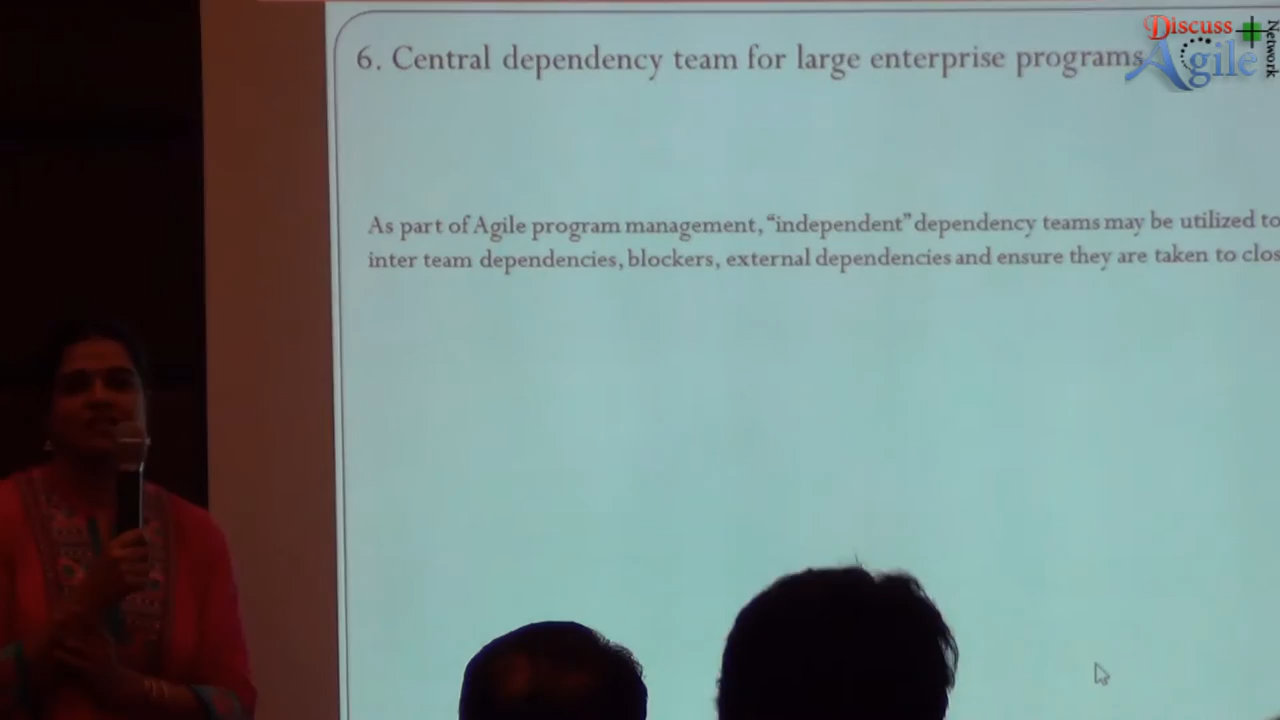 6. Central dependency team for large enterprise programs
Discuss
Agile
Network
As part of Agile program management, “independent” dependency teams may be utilized to
inter team dependencies, blockers, external dependencies and ensure they are taken to